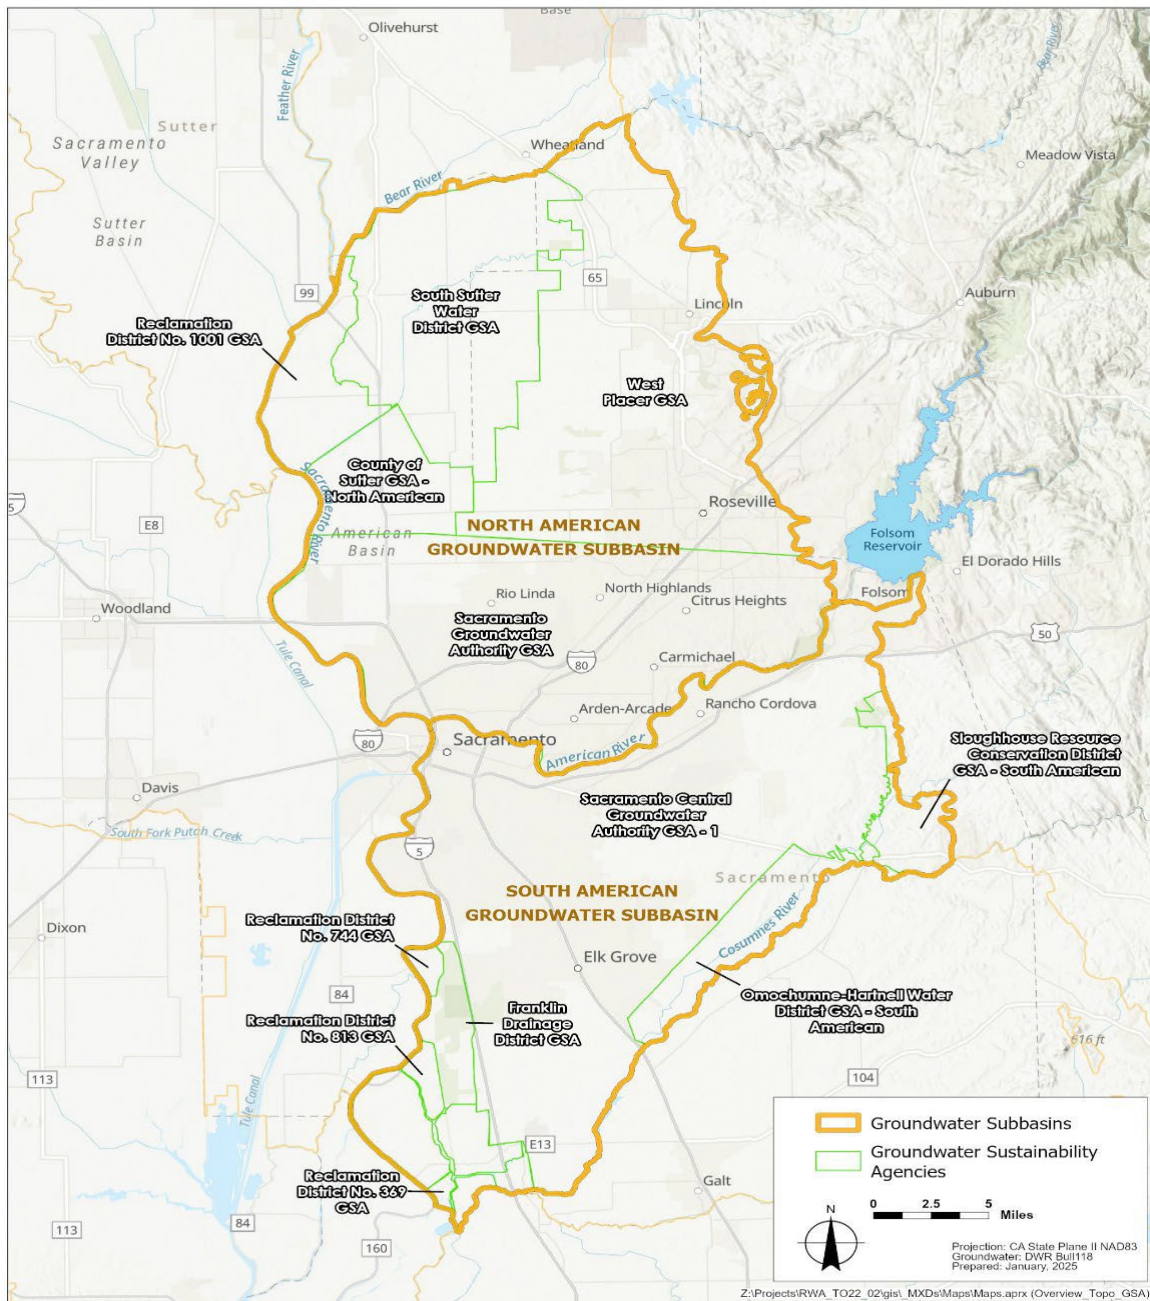 Base
Olivehurst
Feather River
Bear River
Sutter
Sacramento
Valley
Wheatland
Meadow Vista
Bear River
Sutter
Basin
99
65
South Sutter
Water
District GSA
Auburn
Lincoln
Reclamation
District No. 1001 GSA
West
Placer GSA
County of
Sutter GSA -
North American
Sacramento River
5
E8
Roseville
NORTH AMERICAN
GROUNDWATER SUBBASIN
American
Basin
Folsom
Reservoir
El Dorado Hills
Folsom
Rio Linda
North Highlands
Citrus Heights
Woodland
Sacramento
Groundwater
Authority GSA
50
Tule Canal
80
Carmichael
Arden-Arcade
Rancho Cordova
80
Sacramento
American River
Sloughhouse Resource
Conservation District
GSA - South American
Davis
Sacramento Central
Groundwater
Authority GSA - 1
South Fork Putah Creek
5
Sacramento
SOUTH AMERICAN
GROUNDWATER SUBBASIN
Cosumnes River
Reclamation District
No. 744 GSA
Dixon
Elk Grove
84
Omochumne-Hartnell Water
District GSA - South
American
Franklin
Drainage
District GSA
Reclamation District
No. 813 GSA
616 ft
113
104
Tule Canal
E13
Reclamation
District No. 369
GSA
Galt
113
84
160
Groundwater Subbasins
Groundwater Sustainability
Agencies
N
0 2.5 5
Miles
Projection: CA State Plane II NAD83
Groundwater: DWR Bull118
Prepared: January, 2025
Z:\Projects\RWA_TO22_02\gis\_MXDs\Maps\Maps.aprx (Overview_Topo_GSA)